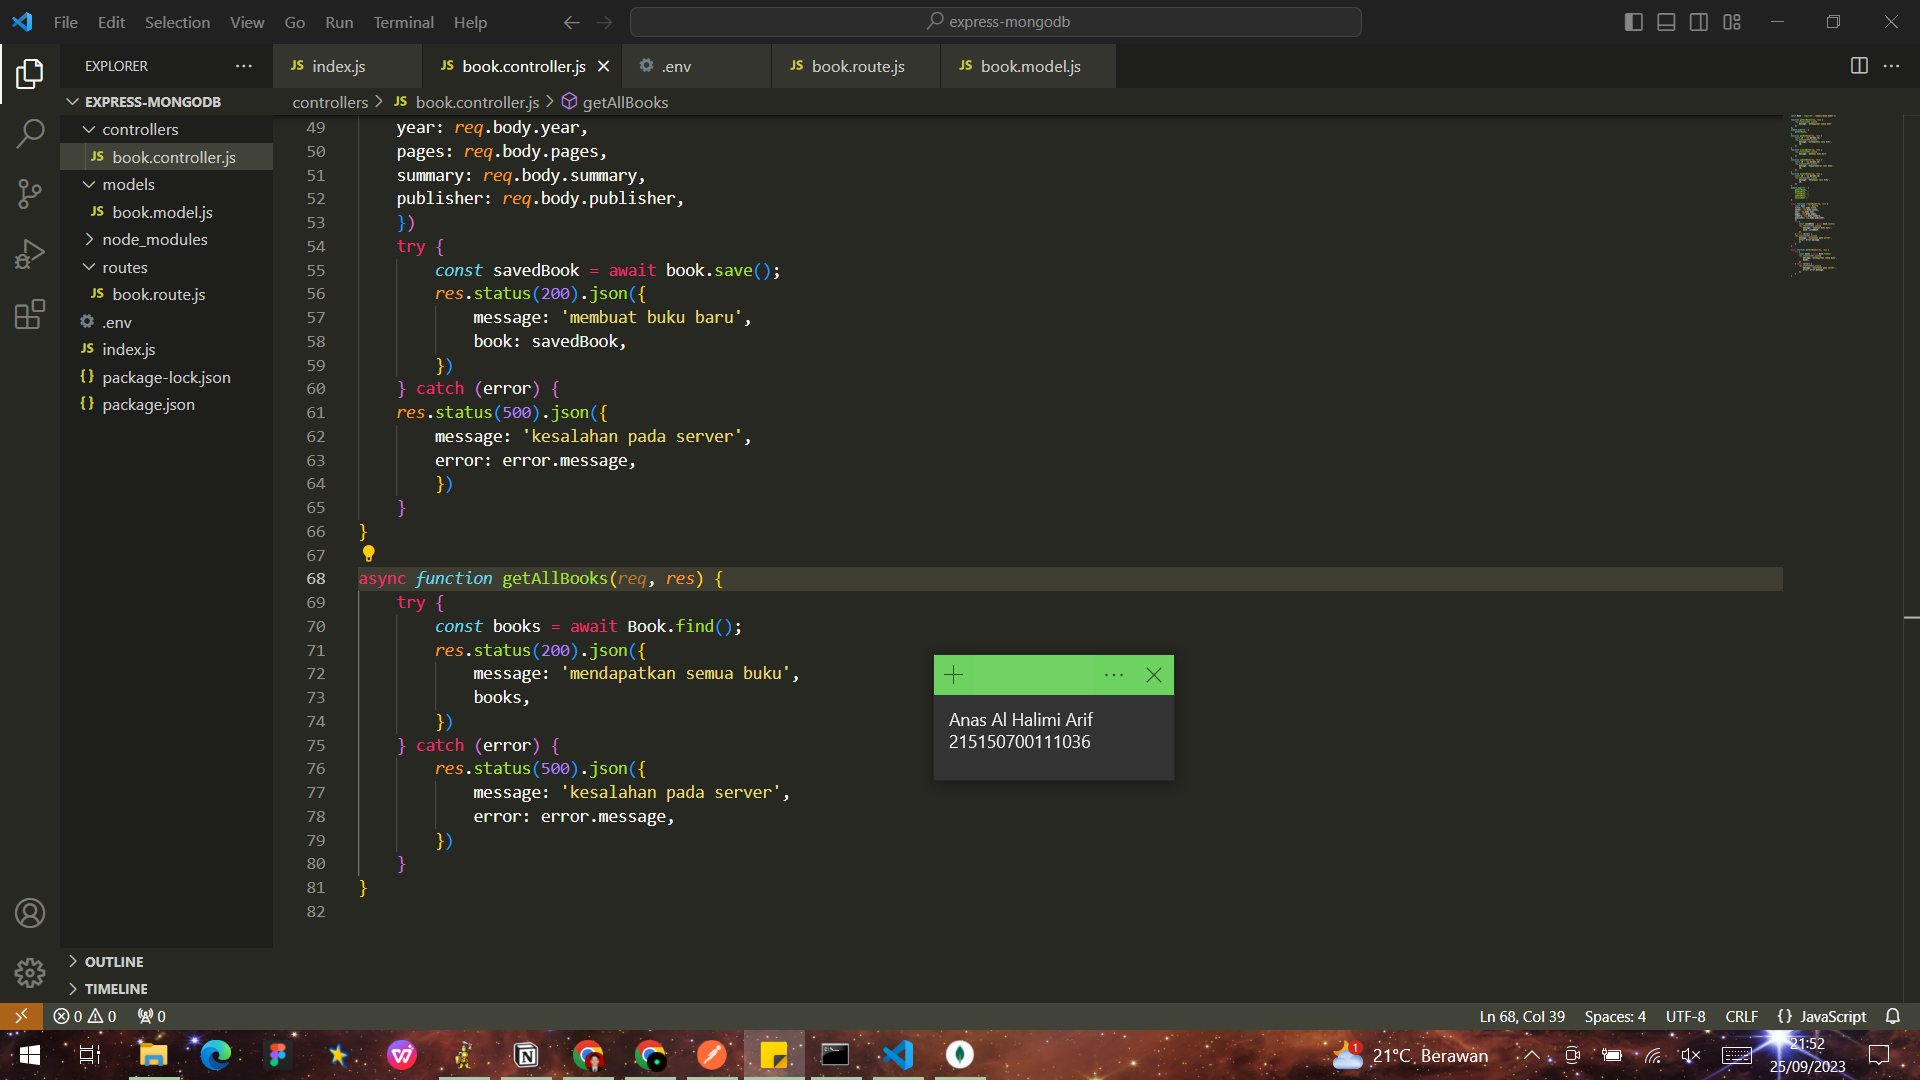 File Edit Selection View Go Run Terminal Help
express-mongodb
EXPLORER
JS index.js
JS book.controller.js
.env
JS book.route.js
JS book.model.js
EXPRESS-MONGODB
controllers
JS book.controller.js
models
JS book.model.js
node_modules
routes
JS book.route.js
.env
JS index.js
{} package-lock.json
{} package.json
OUTLINE
TIMELINE
controllers > JS book.controller.js > getAllBooks
49 year: req.body.year,
50 pages: req.body.pages,
51 summary: req.body.summary,
52 publisher: req.body.publisher,
53 })
54 try {
55 const savedBook = await book.save();
56 res.status(200).json({
57 message: 'membuat buku baru',
58 book: savedBook,
59 })
60 } catch (error) {
61 res.status(500).json({
62 message: 'kesalahan pada server',
63 error: error.message,
64 })
65 }
66 }
67
68 async function getAllBooks(req, res) {
69 try {
70 const books = await Book.find();
71 res.status(200).json({
72 message: 'mendapatkan semua buku',
73 books,
74 })
75 } catch (error) {
76 res.status(500).json({
77 message: 'kesalahan pada server',
78 error: error.message,
79 })
80 }
81 }
82
Anas Al Halimi Arif
215150700111036
0 0 0
Ln 68, Col 39 Spaces: 4 UTF-8 CRLF {} JavaScript
21°C Berawan
21:52
25/09/2023